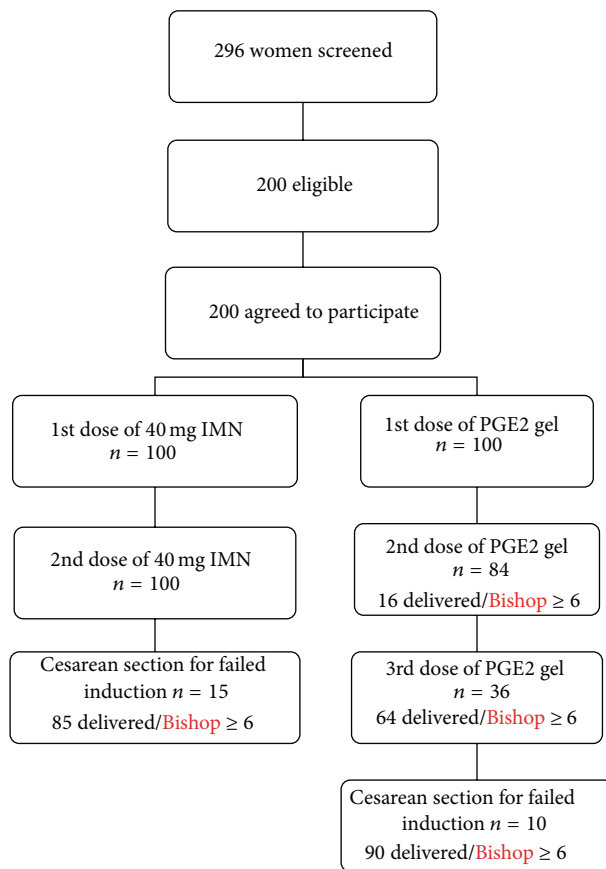 296 women screened
200 eligible
200 agreed to participate
1st dose of 40 mg IMN
n = 100
2nd dose of 40 mg IMN
n = 100
Cesarean section for failed
induction n = 15
85 delivered/Bishop ≥ 6
1st dose of PGE2 gel
n = 100
2nd dose of PGE2 gel
n = 84
16 delivered/Bishop ≥ 6
3rd dose of PGE2 gel
n = 36
64 delivered/Bishop ≥ 6
Cesarean section for failed
induction n = 10
90 delivered/Bishop ≥ 6